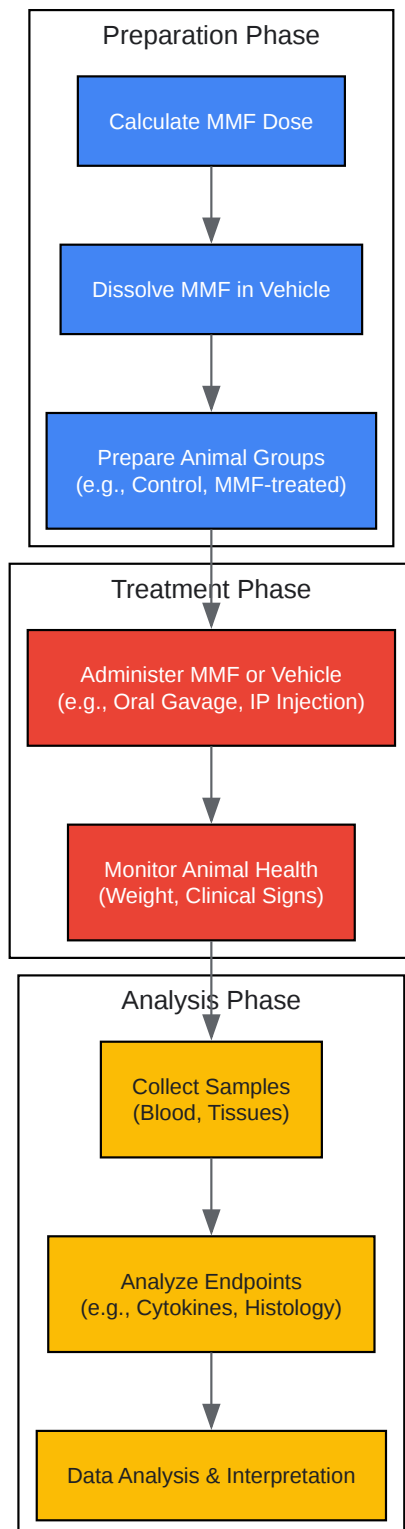 Preparation Phase
Calculate MMF Dose
Dissolve MMF in Vehicle
Prepare Animal Groups
(e.g., Control, MMF-treated)
Treatment Phase
Administer MMF or Vehicle
(e.g., Oral Gavage, IP Injection)
Monitor Animal Health
(Weight, Clinical Signs)
Analysis Phase
Collect Samples
(Blood, Tissues)
Analyze Endpoints
(e.g., Cytokines, Histology)
Data Analysis & Interpretation